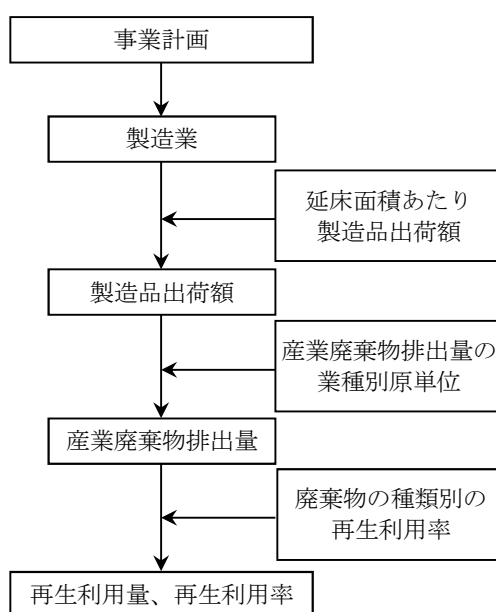 事業計画
製造業
延床面積あたり
製造品出荷額
製造品出荷額
産業廃棄物排出量の
業種別原単位
産業廃棄物排出量
廃棄物の種類別の
再生利用率
再生利用量、再生利用率